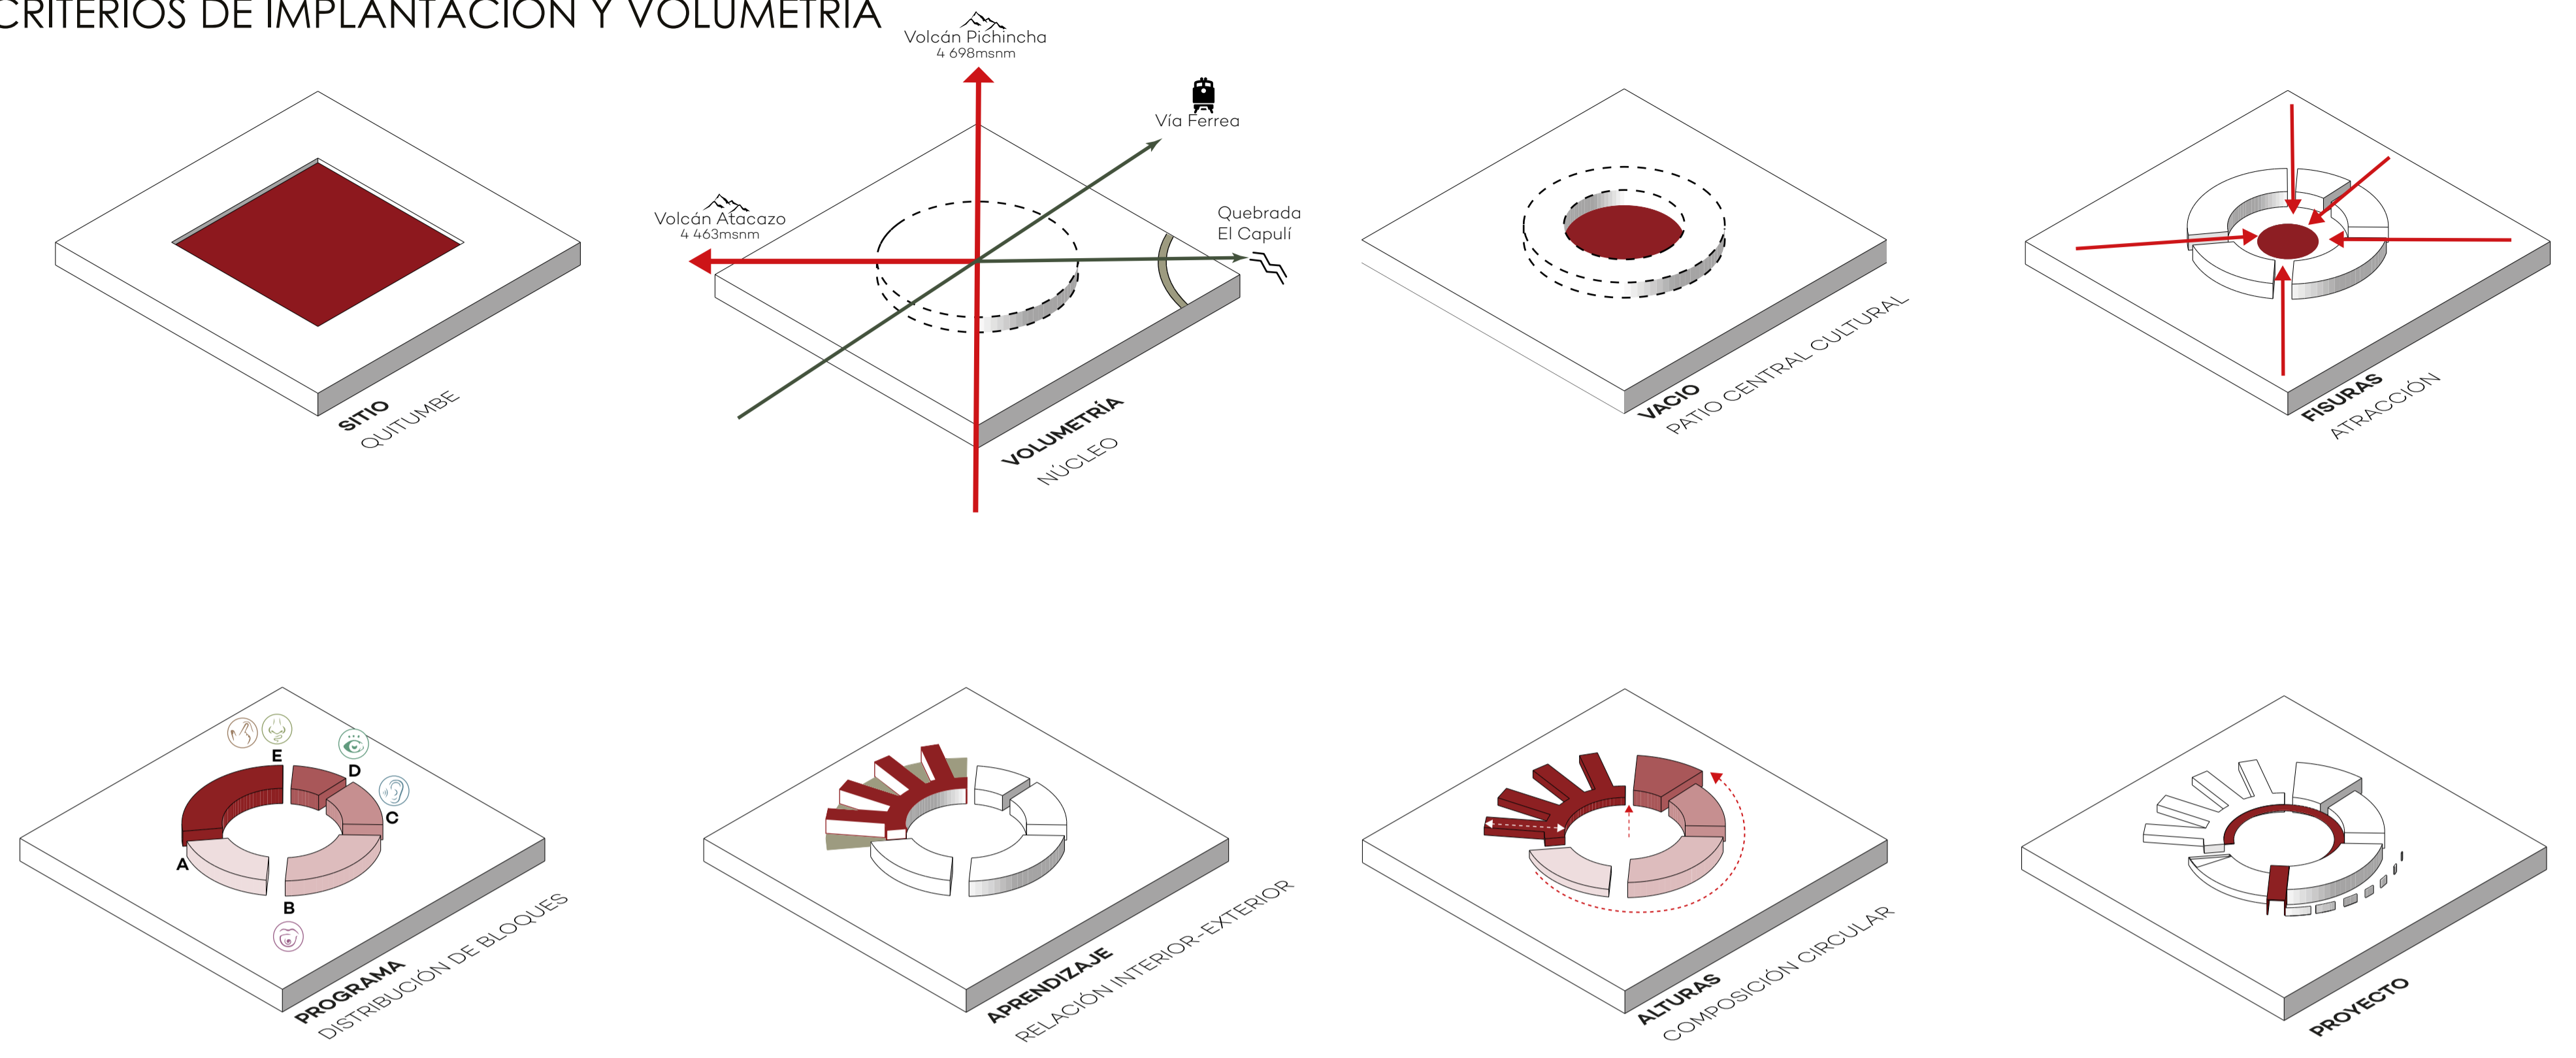 CRITERIOS DE IMPLANTACIÓN Y VOLUMETRÍA
Volcán Pichincha
4 698msnm
Vía Ferrea
Volcán Atacazo
4 463msnm
Quebrada
El Capulí
SITIO
QUITUMBE
VOLUMETRÍA
NÚCLEO
VACIO
PATIO CENTRAL CULTURAL
FISURAS
ATRACCIÓN
E
D
C
A
B
PROGRAMA
DISTRIBUCIÓN DE BLOQUES
APRENDIZAJE
RELACIÓN INTERIOR-EXTERIOR
ALTURAS
COMPOSICIÓN CIRCULAR
PROYECTO